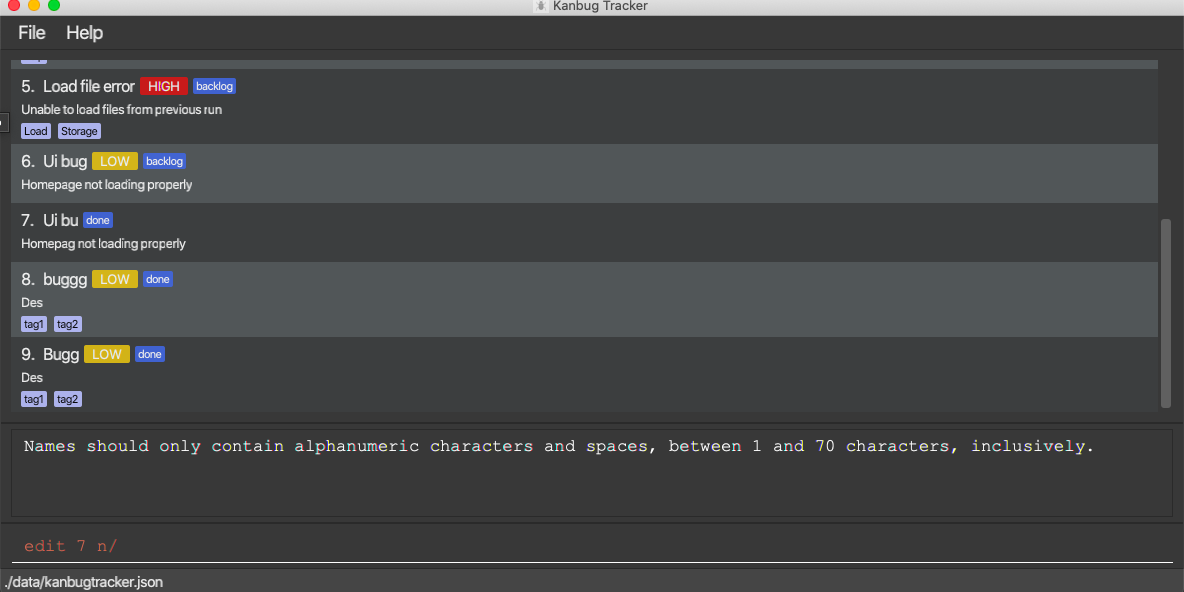 Kanbug Tracker
File Help
5. Load file error HIGH backlog
Unable to load files from previous run
Load Storage
6. Ui bug LOW backlog
Homepage not loading properly
7. Ui bu done
Homepag not loading properly
8. buggg LOW done
Des
tag1 tag2
9. Bugg LOW done
Des
tag1 tag2
Names should only contain alphanumeric characters and spaces, between 1 and 70 characters, inclusively.
edit 7 n/
./data/kanbugtracker.json